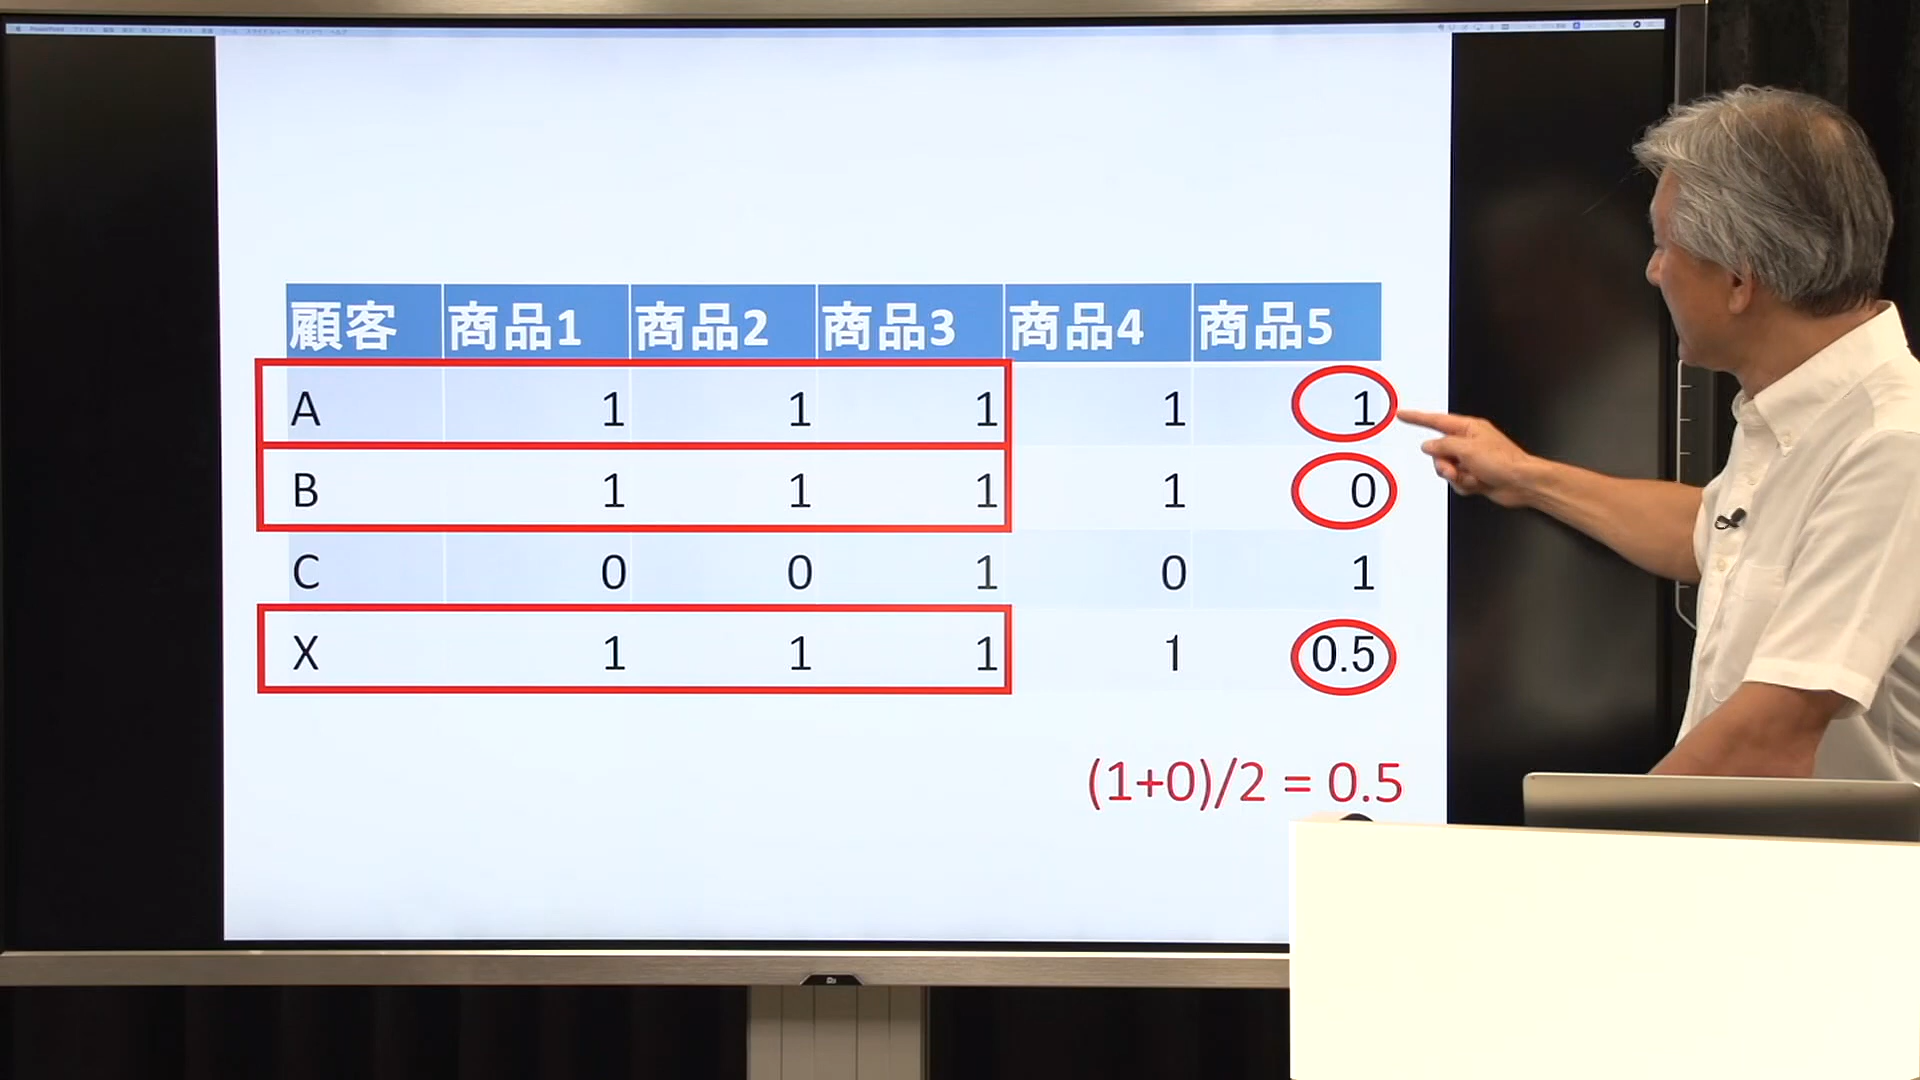 顧客 商品1 商品2 商品3 商品4 商品5
A 1 1 1 1 1
B 1 1 1 1 0
C 0 0 1 0 1
X 1 1 1 1 0.5
(1+0)/2 = 0.5